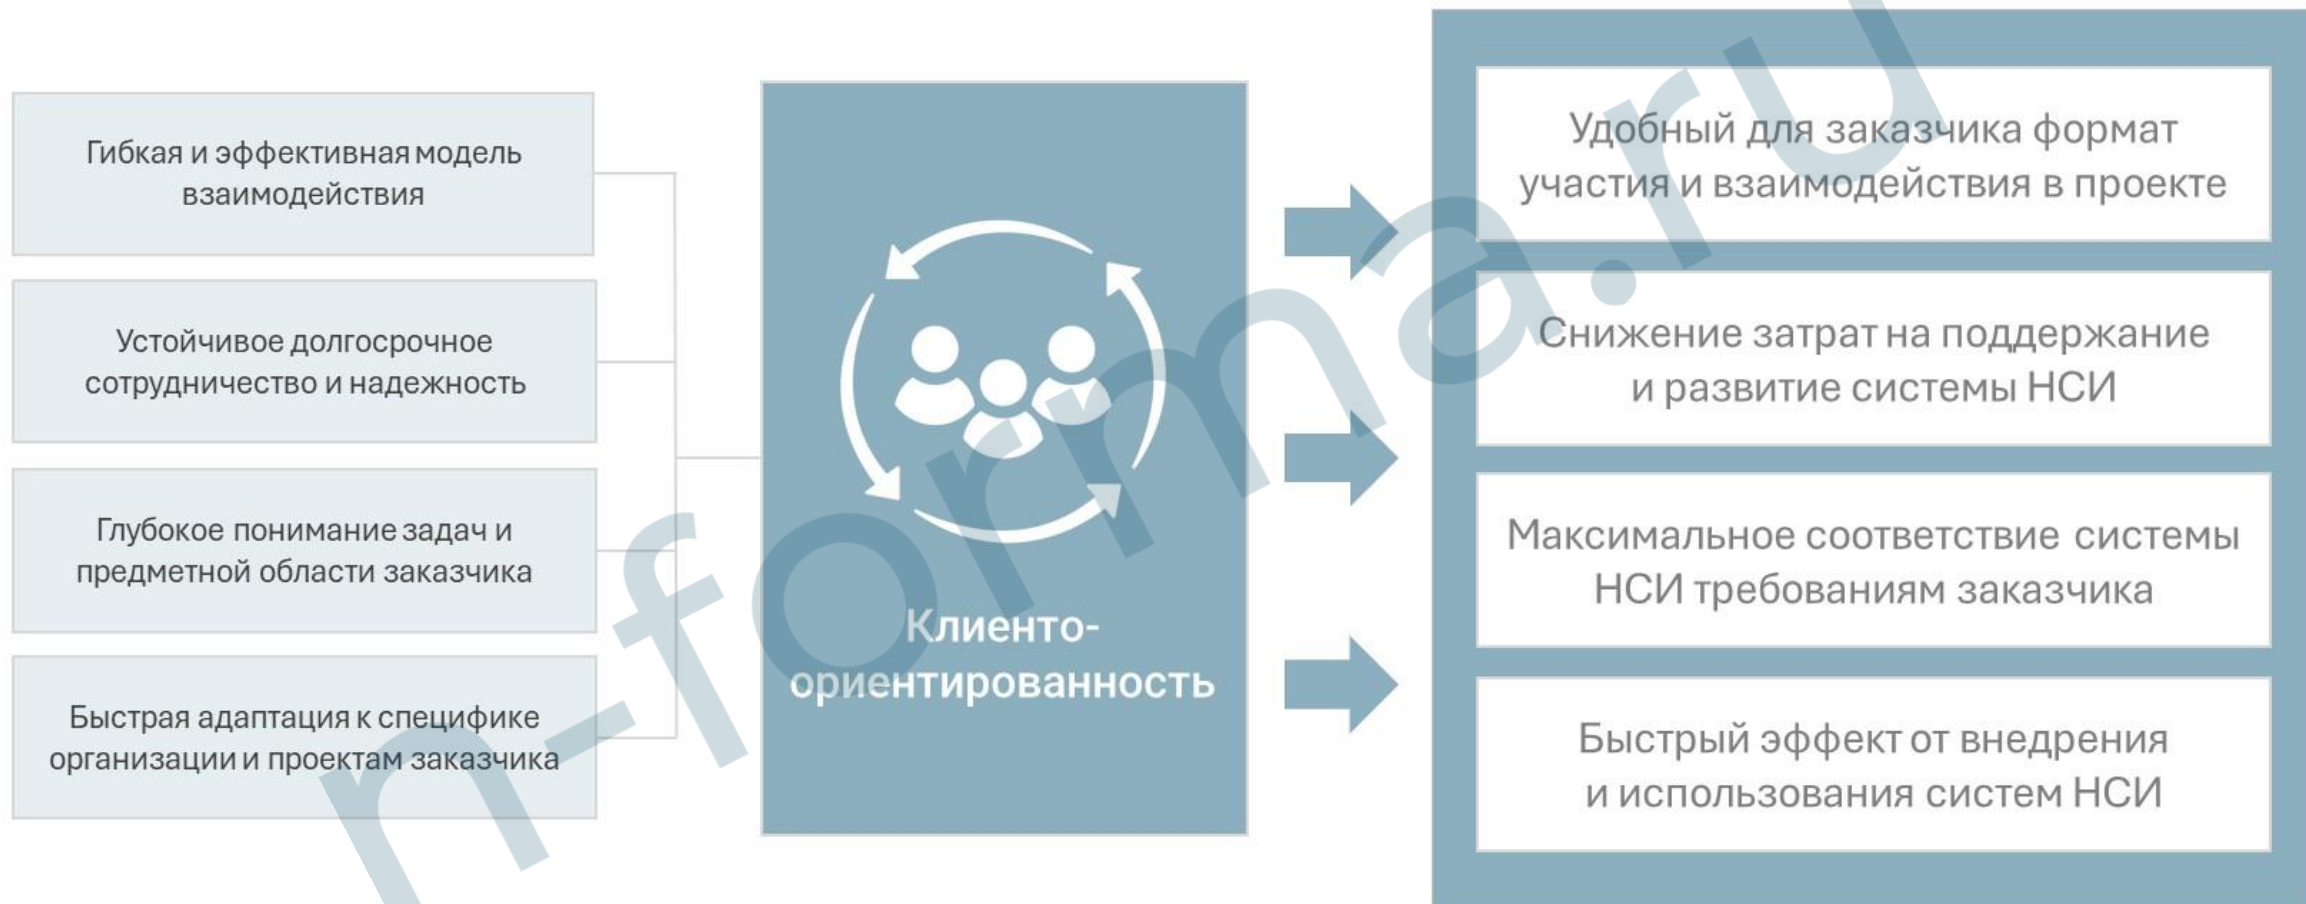 Гибкая и эффективная модель
взаимодействия
Устойчивое долгосрочное
сотрудничество и надежность
Глубокое понимание задач и
предметной области заказчика
Быстрая адаптация к специфике
организации и проектам заказчика
Клиенто-
ориентированность
Удобный для заказчика формат
участия и взаимодействия в проекте
Снижение затрат на поддержание
и развитие системы НСИ
Максимальное соответствие системы
НСИ требованиям заказчика
Быстрый эффект от внедрения
и использования систем НСИ
n-forma.ru